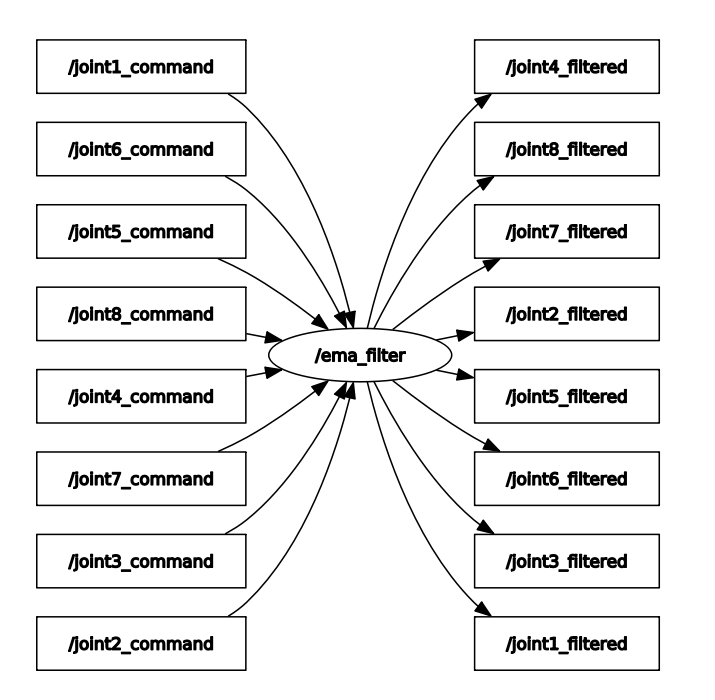 /joint1_command
/joint6_command
/joint5_command
/joint8_command
/joint4_command
/joint7_command
/joint3_command
/joint2_command
/ema_filter
/joint4_filtered
/joint8_filtered
/joint7_filtered
/joint2_filtered
/joint5_filtered
/joint6_filtered
/joint3_filtered
/joint1_filtered